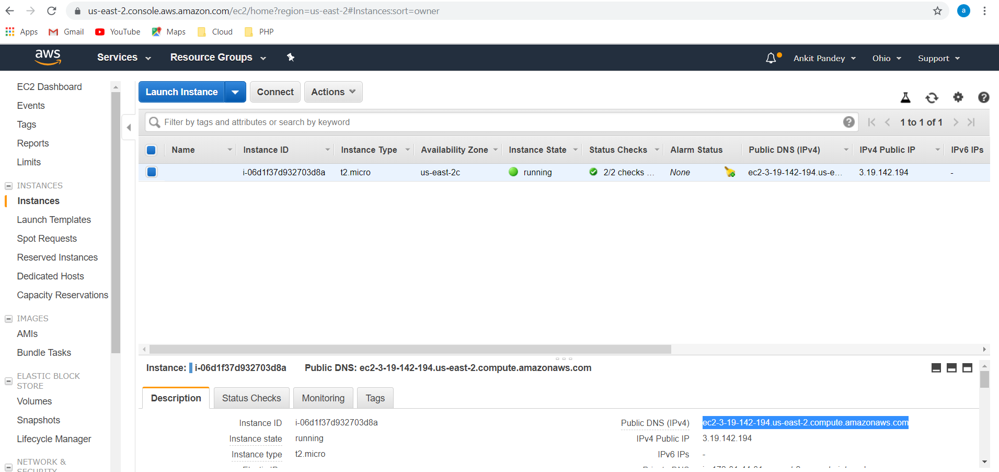 us-east-2.console.aws.amazon.com/ec2/home?region=us-east-2#Instances:sort=owner
a
Apps Gmail YouTube Maps Cloud PHP
aws Services Resource Groups Ankit Pandey Ohio Support
EC2 Dashboard
Events
Tags
Reports
Limits
INSTANCES
Instances
Launch Templates
Spot Requests
Reserved Instances
Dedicated Hosts
Capacity Reservations
IMAGES
AMIs
Bundle Tasks
ELASTIC BLOCK
STORE
Volumes
Snapshots
Lifecycle Manager
NETWORK &
SECURITY
Launch Instance Connect Actions
Filter by tags and attributes or search by keyword
1 to 1 of 1
Name Instance ID Instance Type Availability Zone Instance State Status Checks Alarm Status Public DNS (IPv4) IPv4 Public IP IPv6 IPs
i-06d1f37d932703d8a t2.micro us-east-2c running 2/2 checks ... None ec2-3-19-142-194.us-e... 3.19.142.194 -
Instance: i-06d1f37d932703d8a Public DNS: ec2-3-19-142-194.us-east-2.compute.amazonaws.com
Description Status Checks Monitoring Tags
Instance ID i-06d1f37d932703d8a Public DNS (IPv4) ec2-3-19-142-194.us-east-2.compute.amazonaws.com
Instance state running IPv4 Public IP 3.19.142.194
Instance type t2.micro IPv6 IPs -